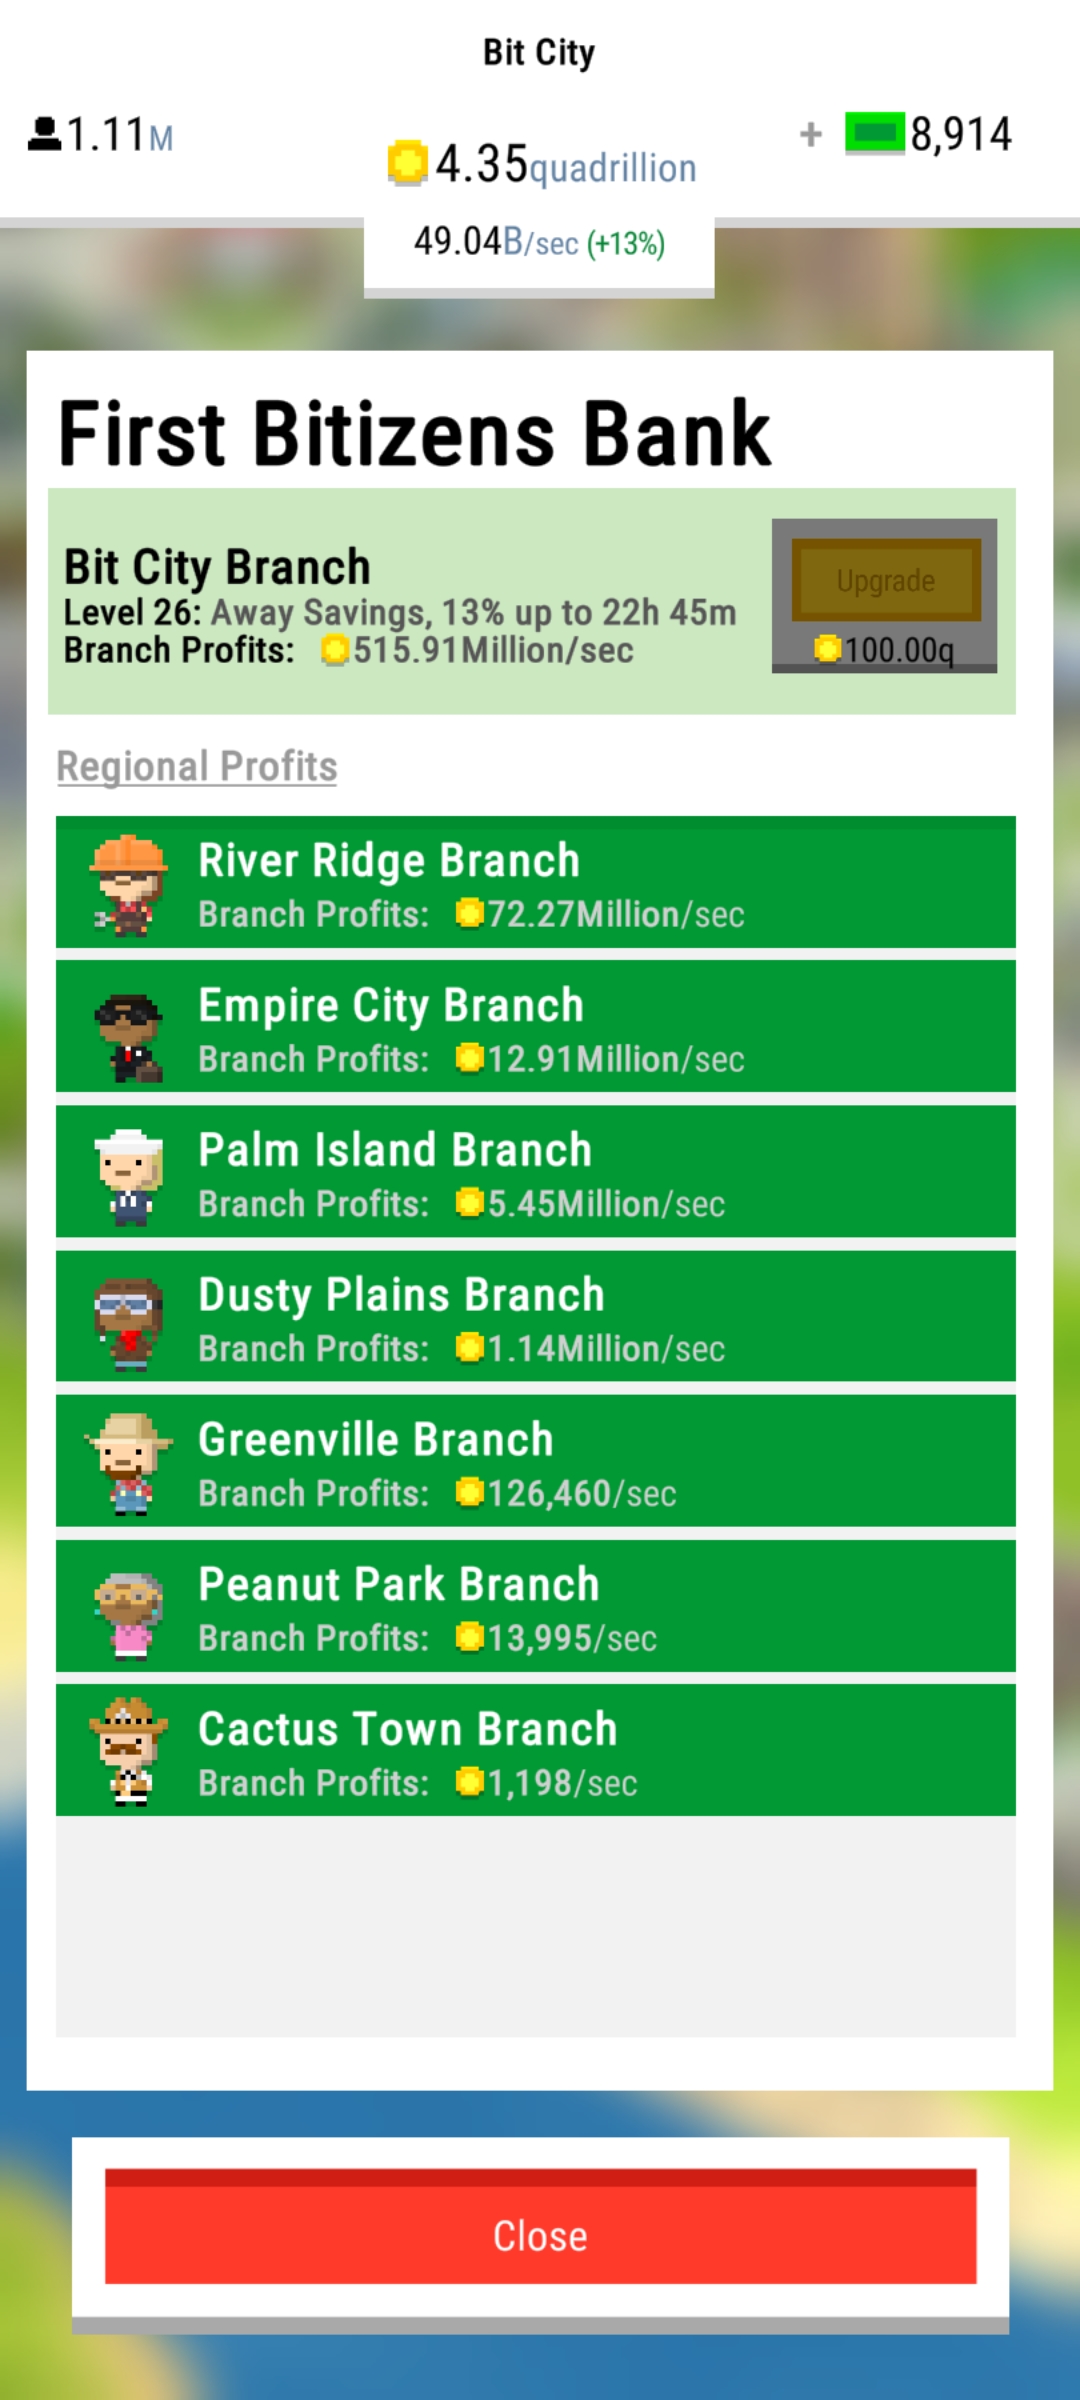 Bit City
1.11M
4.35quadrillion
+ 8,914
49.04B/sec (+13%)
First Bitizens Bank
Bit City Branch
Level 26: Away Savings, 13% up to 22h 45m
Branch Profits: 515.91Million/sec
Upgrade
100.00q
Regional Profits
River Ridge Branch
Branch Profits: 72.27Million/sec
Empire City Branch
Branch Profits: 12.91Million/sec
Palm Island Branch
Branch Profits: 5.45Million/sec
Dusty Plains Branch
Branch Profits: 1.14Million/sec
Greenville Branch
Branch Profits: 126,460/sec
Peanut Park Branch
Branch Profits: 13,995/sec
Cactus Town Branch
Branch Profits: 1,198/sec
Close